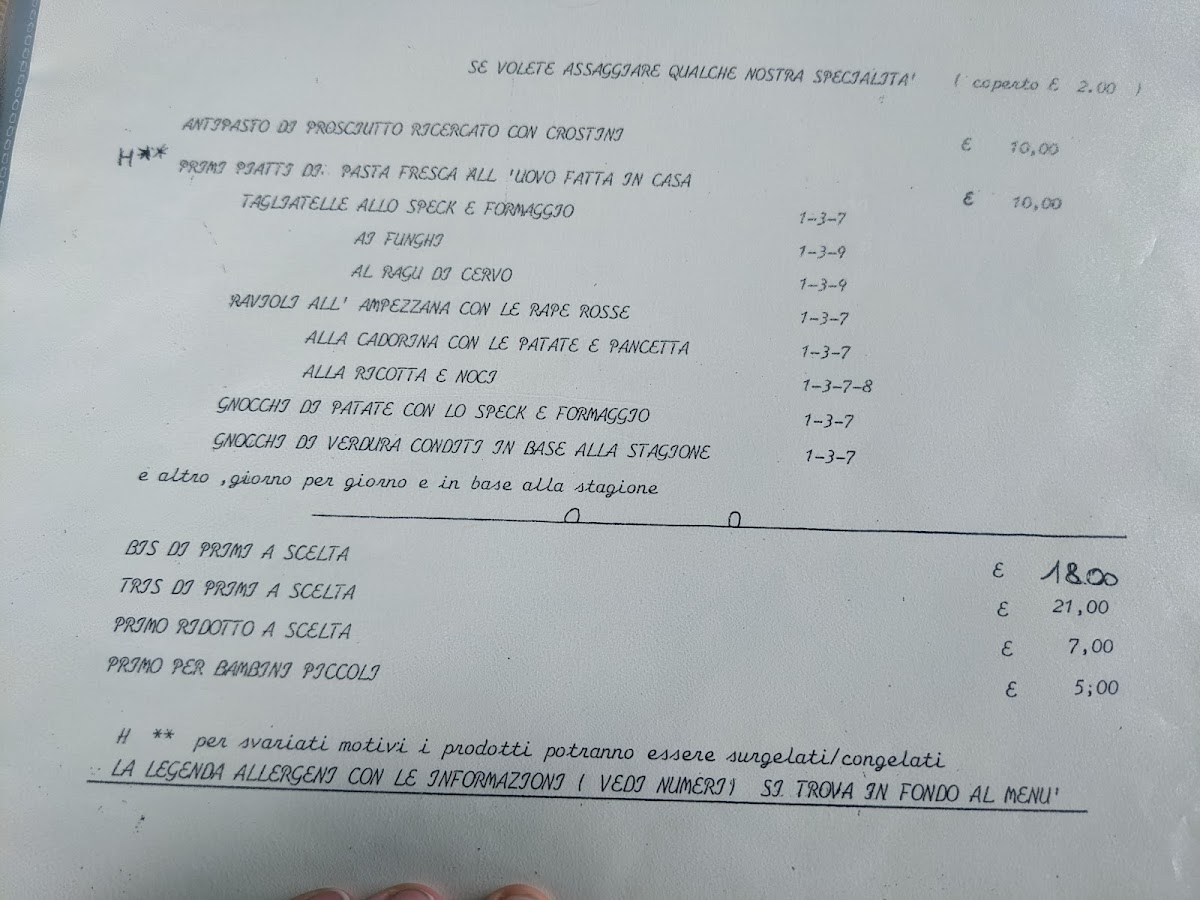 SE VOLETE ASSAGGIARE QUALCHE NOSTRA SPECIALITA' ( coperto € 2.00 )
ANTIPASTO DI PROSCIUTTO RICERCATO CON CROSTINI € 10,00
H** PRIMI PIATTI DI: PASTA FRESCA ALL 'UOVO FATTA IN CASA € 10,00
TAGLIATELLE ALLO SPECK E FORMAGGIO 1-3-7
AI FUNGHI 1-3-9
AL RAGU DI CERVO 1-3-9
RAVIOLI ALL' AMPEZZANA CON LE RAPE ROSSE 1-3-7
ALLA CADORINA CON LE PATATE E PANCETTA 1-3-7
ALLA RICOTTA E NOCI 1-3-7-8
GNOCCHI DI PATATE CON LO SPECK E FORMAGGIO 1-3-7
GNOCCHI DI VERDURA CONDITI IN BASE ALLA STAGIONE 1-3-7
e altro ,giorno per giorno e in base alla stagione
BIS DI PRIMI A SCELTA € 18.00
TRIS DI PRIMI A SCELTA € 21,00
PRIMO RIDOTTO A SCELTA € 7,00
PRIMO PER BAMBINI PICCOLI € 5;00
H ** per svariati motivi i prodotti potranno essere surgelati/congelati
LA LEGENDA ALLERGENI CON LE INFORMAZIONI ( VEDI NUMERI) SI TROVA IN FONDO AL MENU'